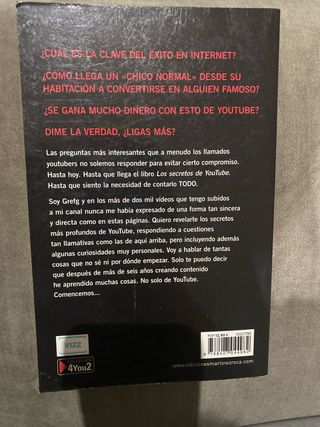 ¿CUÁL ES LA CLAVE DEL ÉXITO EN INTERNET?
¿CÓMO LLEGA UN «CHICO NORMAL» DESDE SU
HABITACIÓN A CONVERTIRSE EN ALGUIEN FAMOSO?
¿SE GANA MUCHO DINERO CON ESTO DE YOUTUBE?
DIME LA VERDAD, ¿LIGAS MÁS?
Las preguntas más interesantes que a menudo los llamados
youtubers no solemos responder para evitar cierto compromiso.
Hasta hoy. Hasta que llega el libro Los secretos de YouTube.
Hasta que siento la necesidad de contarlo TODO.
Soy Grefg y en los más de dos mil vídeos que tengo subidos
a mi canal nunca me había expresado de una forma tan sincera
y directa como en estas páginas. Quiero revelarte los secretos
más profundos de YouTube, respondiendo a cuestiones
tan llamativas como las de aquí arriba, pero incluyendo además
algunas curiosidades muy personales. Voy a hablar de tantas
cosas que no sé ni por dónde empezar. Solo te puedo decir
que después de más de seis años creando contenido
he aprendido muchas cosas. No solo de YouTube.
Comencemos...
PVP 12,90 €
VIZZ
4You2
www.edicionesmartinezroca.com